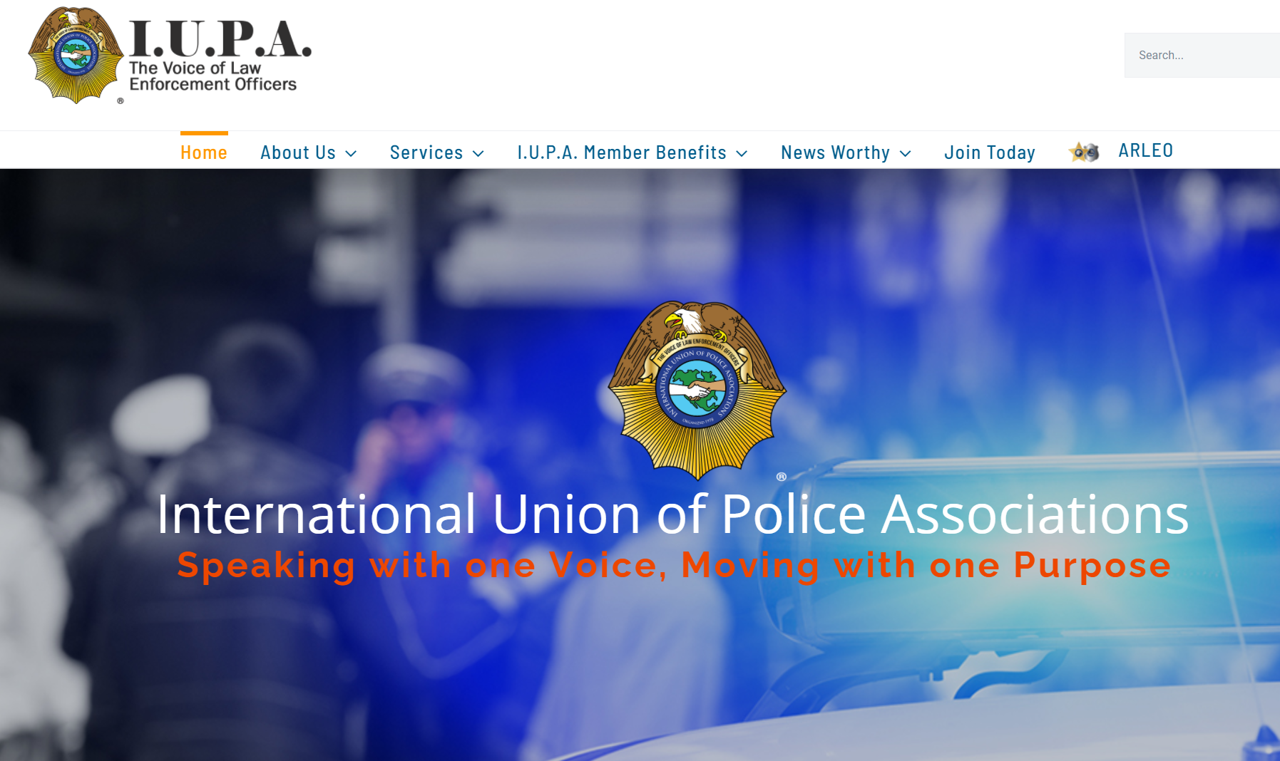 I.U.P.A.
The Voice of Law
Enforcement Officers
®
Search...
Home
About Us
Services
I.U.P.A. Member Benefits
News Worthy
Join Today
ARLEO
THE VOICE OF LAW ENFORCEMENT OFFICERS
INTERNATIONAL UNION OF POLICE ASSOCIATIONS
®
International Union of Police Associations
Speaking with one Voice, Moving with one Purpose